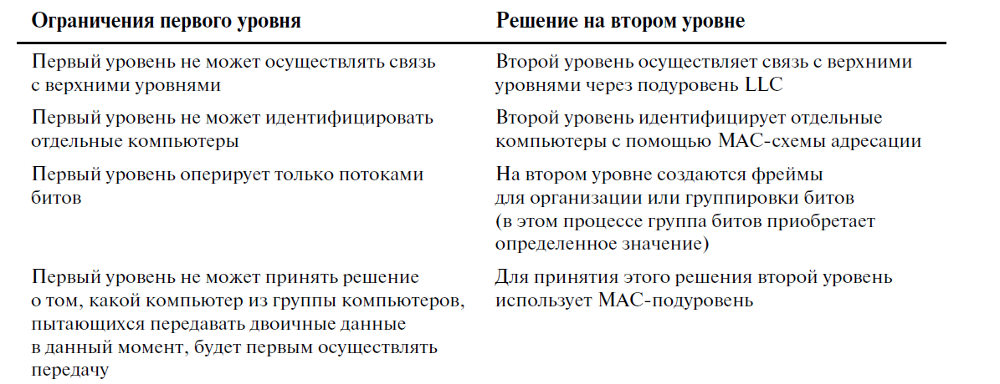 Ограничения первого уровня
Решение на втором уровне
Первый уровень не может осуществлять связь
с верхними уровнями
Второй уровень осуществляет связь с верхними
уровнями через подуровень LLC
Первый уровень не может идентифицировать
отдельные компьютеры
Второй уровень идентифицирует отдельные
компьютеры с помощью MAC-схемы адресации
Первый уровень оперирует только потоками
битов
На втором уровне создаются фреймы
для организации или группировки битов
(в этом процессе группа битов приобретает
определенное значение)
Первый уровень не может принять решение
о том, какой компьютер из группы компьютеров,
пытающихся передавать двоичные данные
в данный момент, будет первым осуществлять
передачу
Для принятия этого решения второй уровень
использует MAC-подуровень